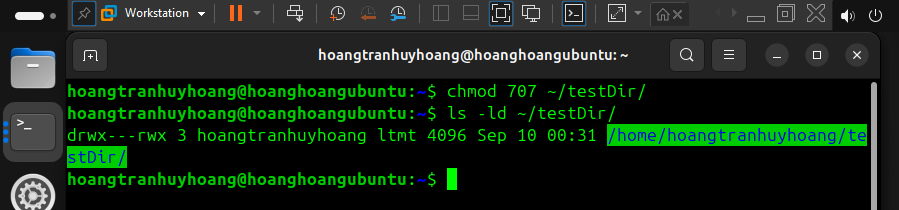 Workstation
hoangtranhuyhoang@hoanghoangubuntu: ~
hoangtranhuyhoang@hoanghoangubuntu:~$ chmod 707 ~/testDir/
hoangtranhuyhoang@hoanghoangubuntu:~$ ls -ld ~/testDir/
drwx---rwx 3 hoangtranhuyhoang ltmt 4096 Sep 10 00:31 /home/hoangtranhuyhoang/te
stDir/
hoangtranhuyhoang@hoanghoangubuntu:~$